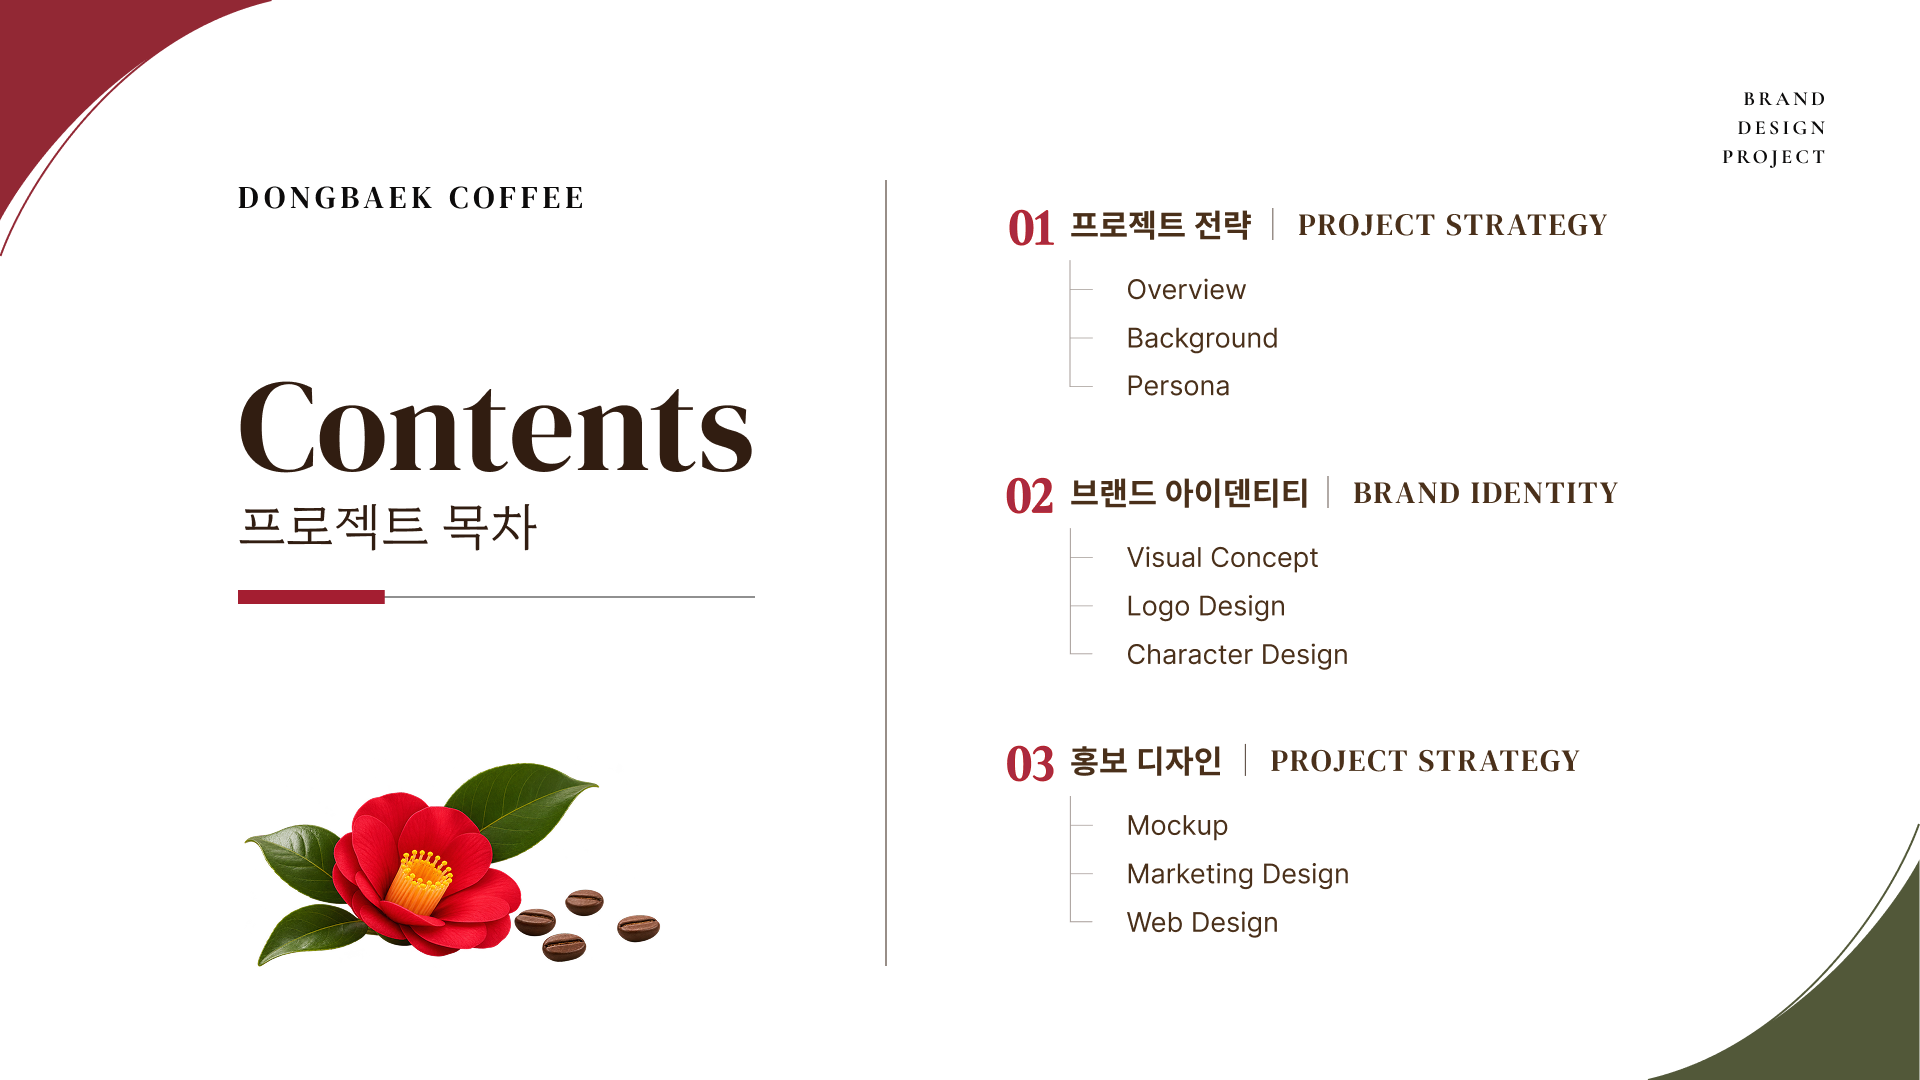 BRAND
DESIGN
PROJECT
DONGBAEK COFFEE
Contents
프로젝트 목차
01 프로젝트 전략 | PROJECT STRATEGY
Overview
Background
Persona
02 브랜드 아이덴티티 | BRAND IDENTITY
Visual Concept
Logo Design
Character Design
03 홍보 디자인 | PROJECT STRATEGY
Mockup
Marketing Design
Web Design